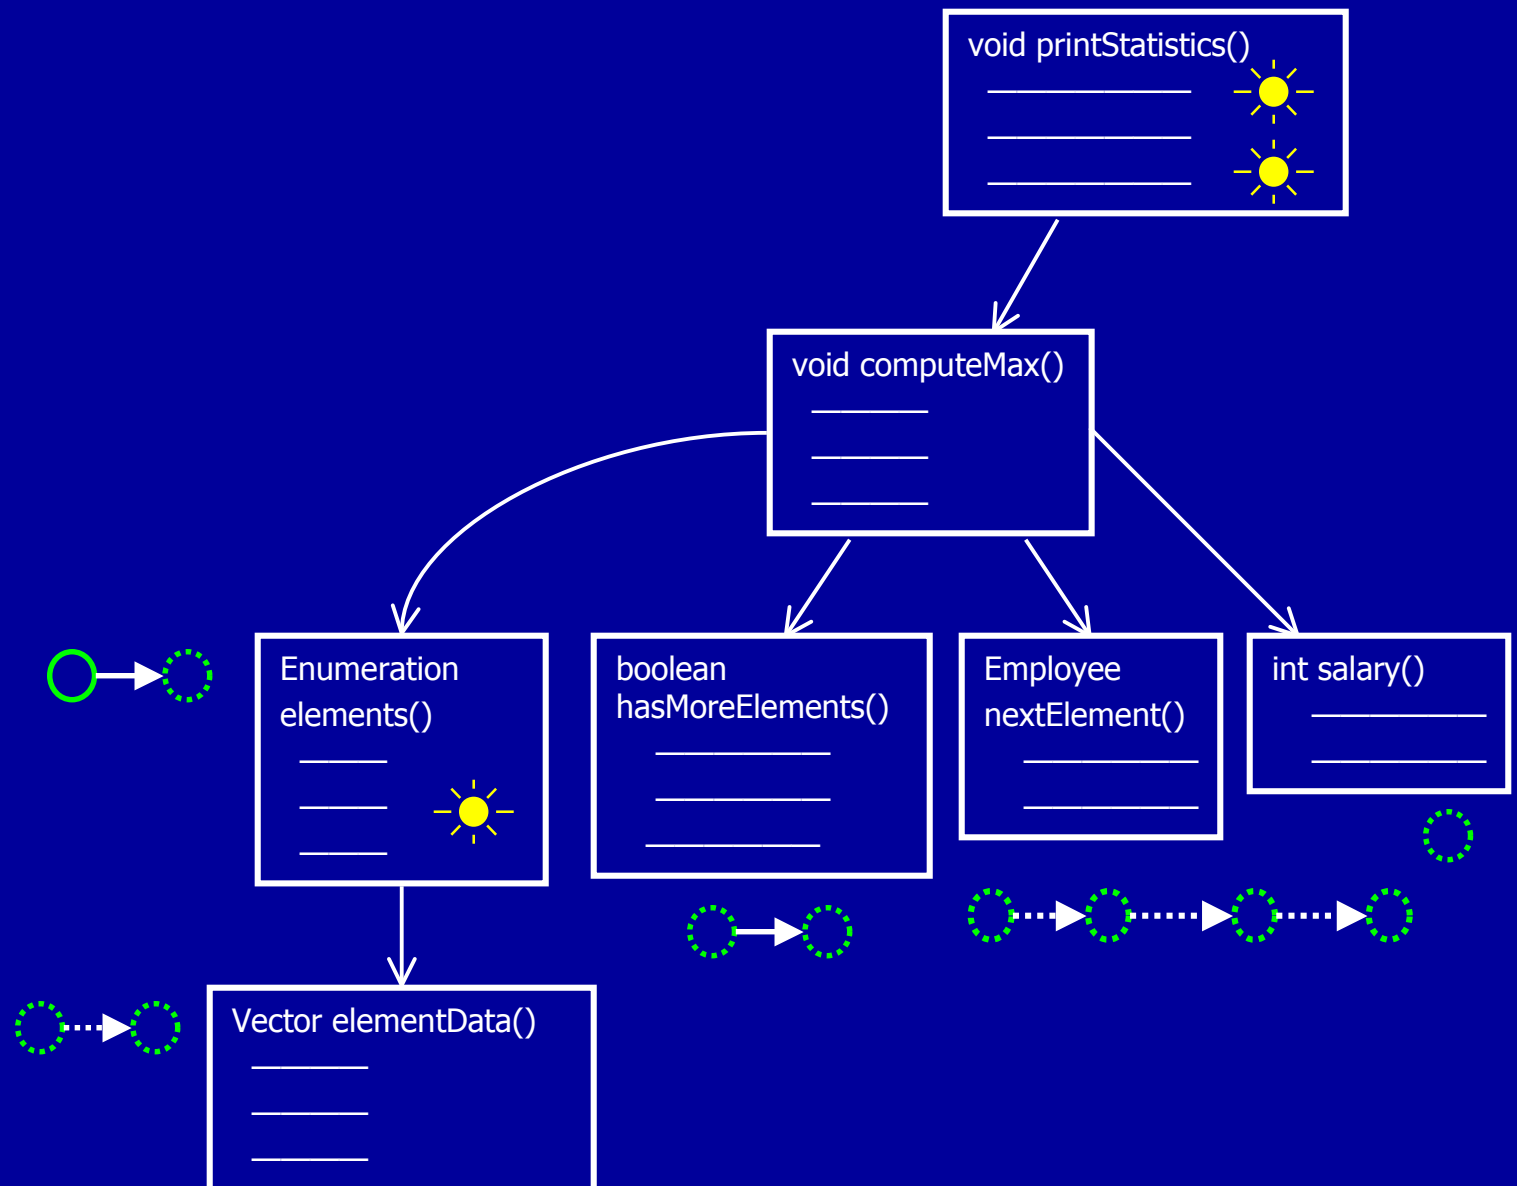 void printStatistics()
void computeMax()
Enumeration
elements()
boolean
hasMoreElements()
Employee
nextElement()
int salary()
Vector elementData()